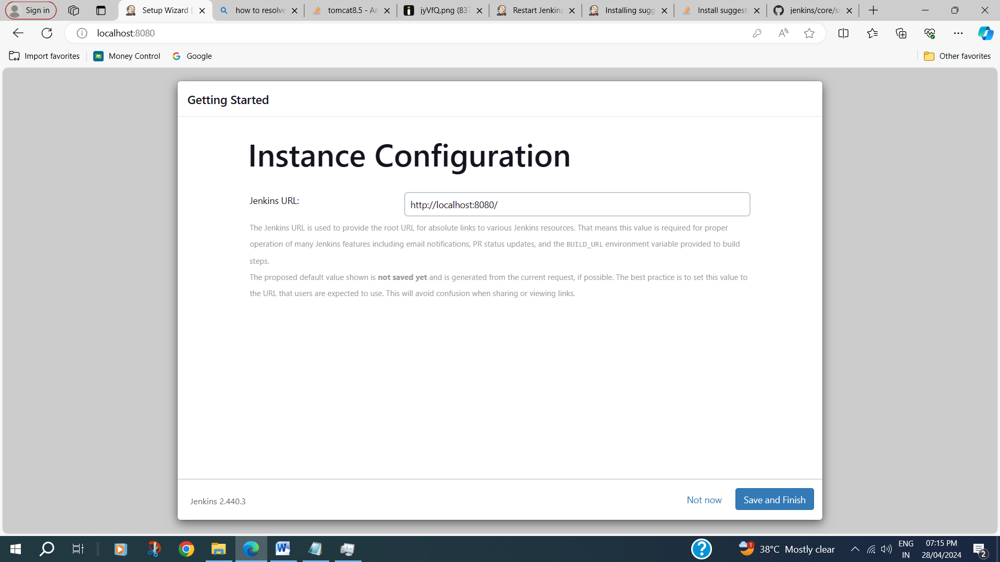 Sign in
Setup Wizard [
how to resolve
tomcat8.5 - An
jyVfQ.png (837
Restart Jenkins
Installing sugg
Install suggest
jenkins/core/sr
localhost:8080
Import favorites
Money Control
Google
Other favorites
Getting Started
Instance Configuration
Jenkins URL:
http://localhost:8080/
The Jenkins URL is used to provide the root URL for absolute links to various Jenkins resources. That means this value is required for proper
operation of many Jenkins features including email notifications, PR status updates, and the BUILD_URL environment variable provided to build
steps.
The proposed default value shown is not saved yet and is generated from the current request, if possible. The best practice is to set this value to
the URL that users are expected to use. This will avoid confusion when sharing or viewing links.
Jenkins 2.440.3
Not now
Save and Finish
1
38°C Mostly clear
ENG
IN
07:15 PM
28/04/2024
2